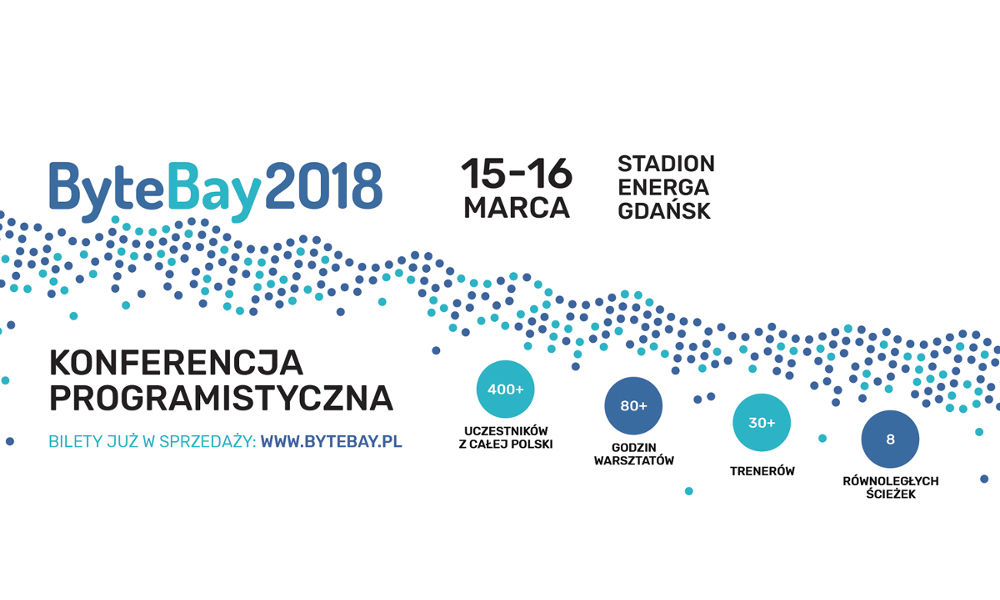 ByteBay2018
15-16
MARCA
STADION
ENERGA
GDAŃSK
KONFERENCJA
PROGRAMISTYCZNA
BILETY JUŻ W SPRZEDAŻY: WWW.BYTEBAY.PL
400+
UCZESTNIKÓW
Z CAŁEJ POLSKI
80+
GODZIN
WARSZTATÓW
30+
TRENERÓW
8
RÓWNOLEGŁYCH
ŚCIEŻEK